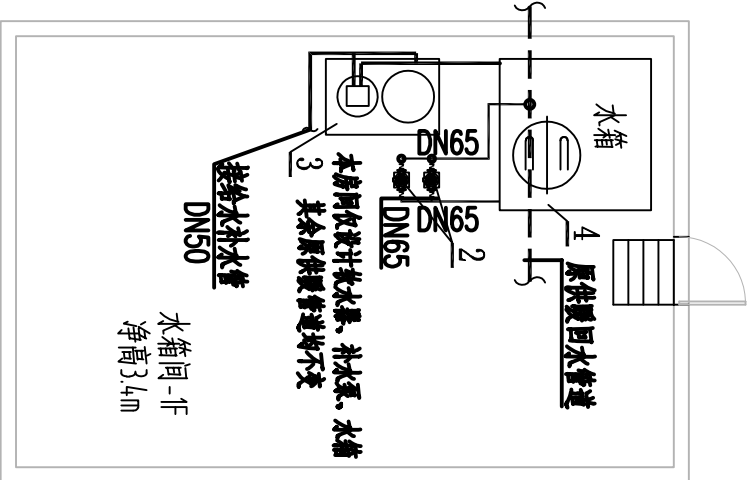 水箱
4
原供暖回水管道
DN65
DN65
2
DN65
3
本房间仅设计软水器、补水泵、水箱
其余原供暖管道均不变
接给水补水管
DN50
水箱间-1F
净高3.4m